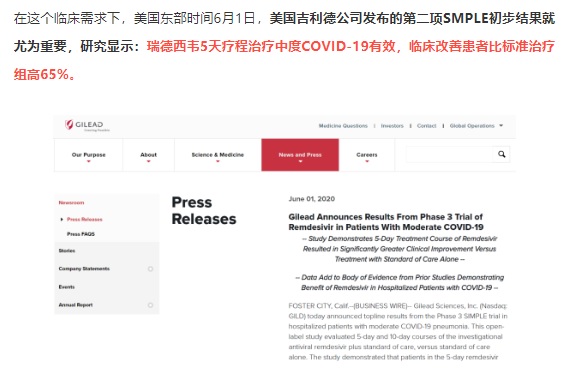 在这个临床需求下，美国东部时间6月1日，美国吉利德公司发布的第二项SMPLE初步结果就
尤为重要，研究显示：瑞德西韦5天疗程治疗中度COVID-19有效，临床改善患者比标准治疗
组高65%。
GILEAD
Creating Possible
Medicine Questions | Investors | Contact | Global Operations
Our Purpose
About
Science & Medicine
News and Press
Careers
Newsroom
Press Releases
Press FAQS
Stories
Company Statements
Events
Annual Report
Press
Releases
June 01, 2020
Gilead Announces Results From Phase 3 Trial of
Remdesivir in Patients With Moderate COVID-19
-- Study Demonstrates 5-Day Treatment Course of Remdesivir
Resulted in Significantly Greater Clinical Improvement Versus
Treatment with Standard of Care Alone --
-- Data Add to Body of Evidence from Prior Studies Demonstrating
Benefit of Remdesivir in Hospitalized Patients with COVID-19 --
FOSTER CITY, Calif.--(BUSINESS WIRE)-- Gilead Sciences, Inc. (Nasdaq:
GILD) today announced topline results from the Phase 3 SIMPLE trial in
hospitalized patients with moderate COVID-19 pneumonia. This open-
label study evaluated 5-day and 10-day courses of the investigational
antiviral remdesivir plus standard of care, versus standard of care
alone. The study demonstrated that patients in the 5-day remdesivir